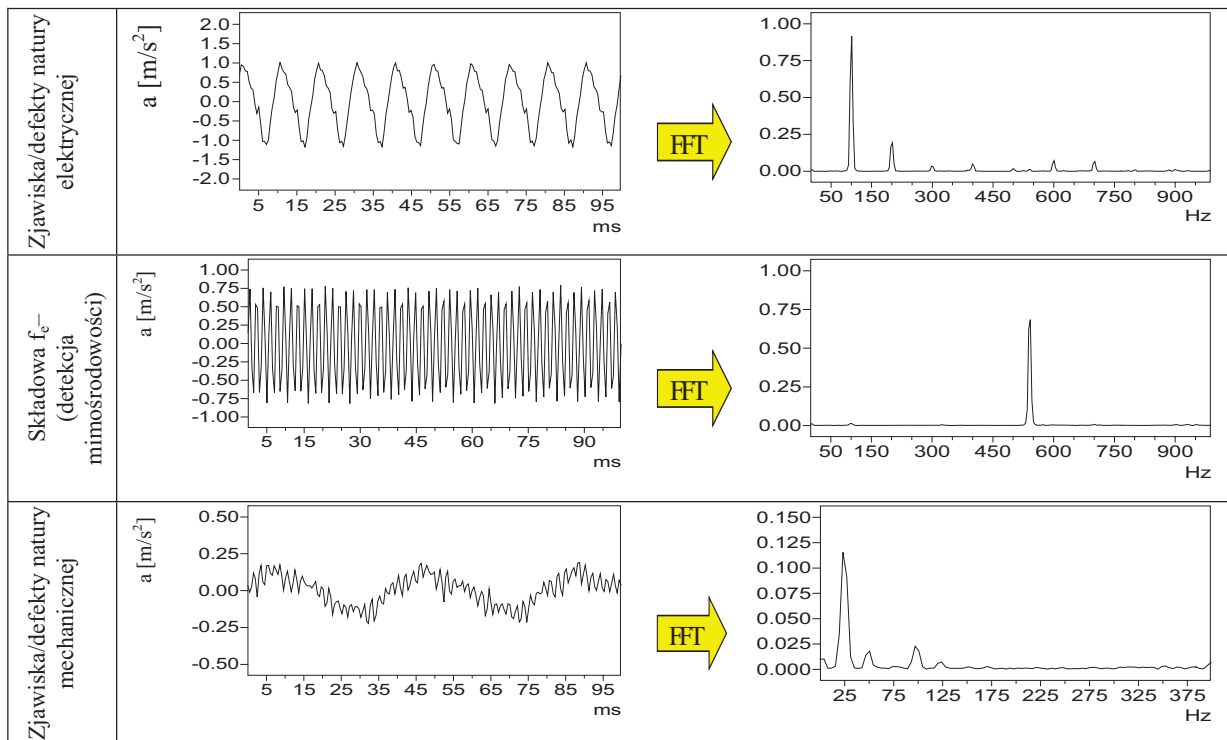 Zjawiska/defekty natury
elektrycznej
a [m/s²]
2.0
1.5
1.0
0.5
0.0
-0.5
-1.0
-1.5
-2.0
5 15 25 35 45 55 65 75 85 95
ms
FFT
1.00
0.75
0.50
0.25
0.00
50 150 300 450 600 750 900
Hz
Składowa fₑ–
(detekcja
mimośrodowości)
a [m/s²]
1.00
0.75
0.50
0.25
0.00
-0.25
-0.50
-0.75
-1.00
5 15 30 45 60 75 90
ms
FFT
1.00
0.75
0.50
0.25
0.00
50 150 300 450 600 750 900
Hz
Zjawiska/defekty natury
mechanicznej
a [m/s²]
0.50
0.25
0.00
-0.25
-0.50
5 15 25 35 45 55 65 75 85 95
ms
FFT
0.150
0.125
0.100
0.075
0.050
0.025
0.000
25 75 125 175 225 275 325 375
Hz